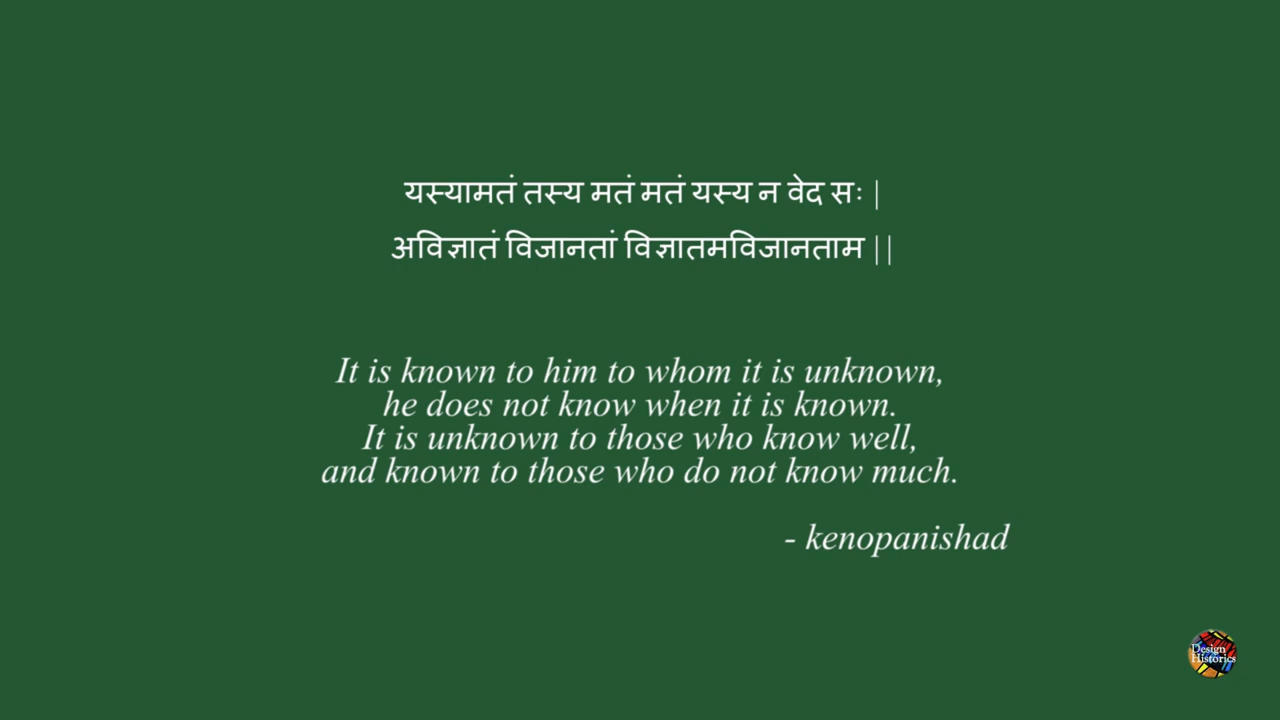 यस्यामतं तस्य मतं मतं यस्य न वेद सः |
अविज्ञातं विजानतां विज्ञातमविजानताम ||
It is known to him to whom it is unknown,
he does not know when it is known.
It is unknown to those who know well,
and known to those who do not know much.
- kenopanishad
Design
Historics